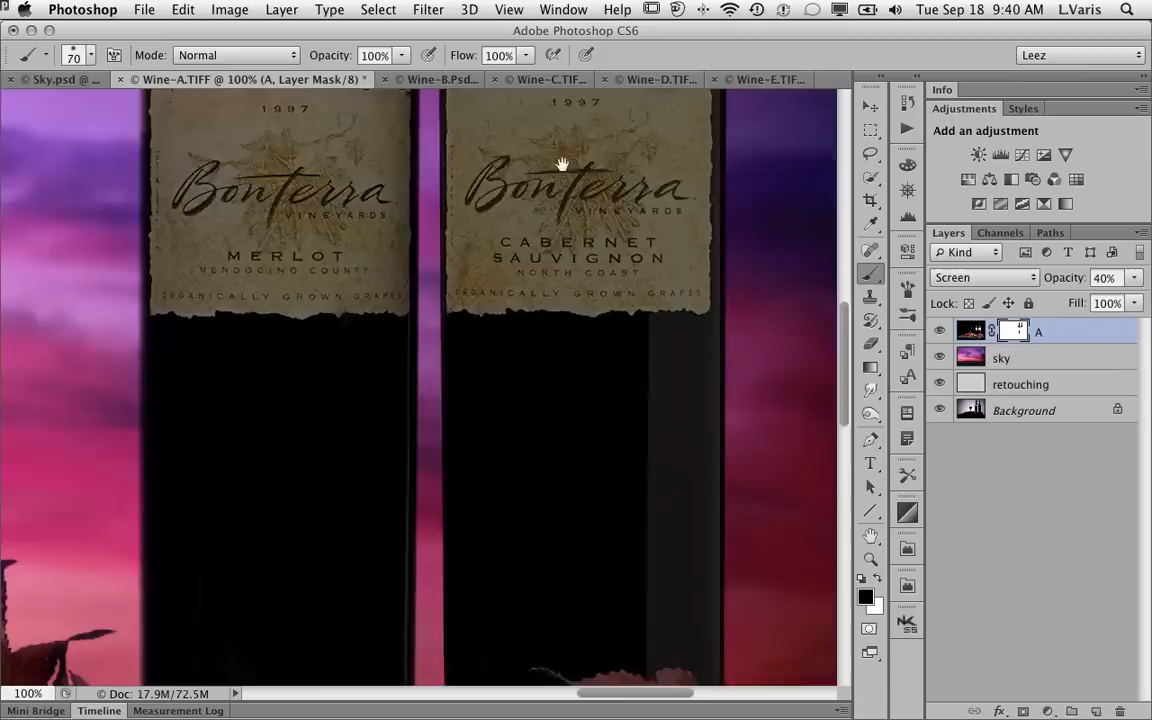 Photoshop File Edit Image Layer Type Select Filter 3D View Window Help Tue Sep 18 9:40 AM L.Varis
Adobe Photoshop CS6
70 Mode: Normal Opacity: 100% Flow: 100% Leez
© Sky.psd @ ... © Wine-A.TIFF @ 100% (A, Layer Mask/8) * © Wine-B.Psd... © Wine-C.TIF... © Wine-D.TIF... © Wine-E.TIF...
Info
Adjustments Styles
Add an adjustment
Layers Channels Paths
Kind
Screen Opacity: 40%
Lock: Fill: 100%
A
sky
retouching
Background
1997
Bonterra
VINEYARDS
MERLOT
MENDOCINO COUNTY
ORGANICALLY GROWN GRAPES
1997
Bonterra
VINEYARDS
CABERNET
SAUVIGNON
NORTH COAST
ORGANICALLY GROWN GRAPES
100% Doc: 17.9M/72.5M
Mini Bridge Timeline Measurement Log